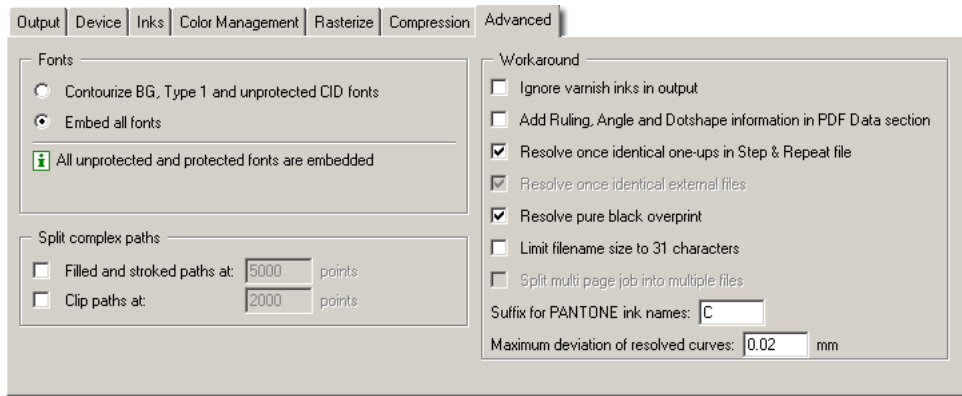 Output Device Inks Color Management Rasterize Compression Advanced
Fonts
Contourize BG, Type 1 and unprotected CID fonts
Embed all fonts
All unprotected and protected fonts are embedded
Split complex paths
Filled and stroked paths at: 5000 points
Clip paths at: 2000 points
Workaround
Ignore varnish inks in output
Add Ruling, Angle and Dotshape information in PDF Data section
Resolve once identical one-ups in Step & Repeat file
Resolve once identical external files
Resolve pure black overprint
Limit filename size to 31 characters
Split multi page job into multiple files
Suffix for PANTONE ink names: C
Maximum deviation of resolved curves: 0.02 mm